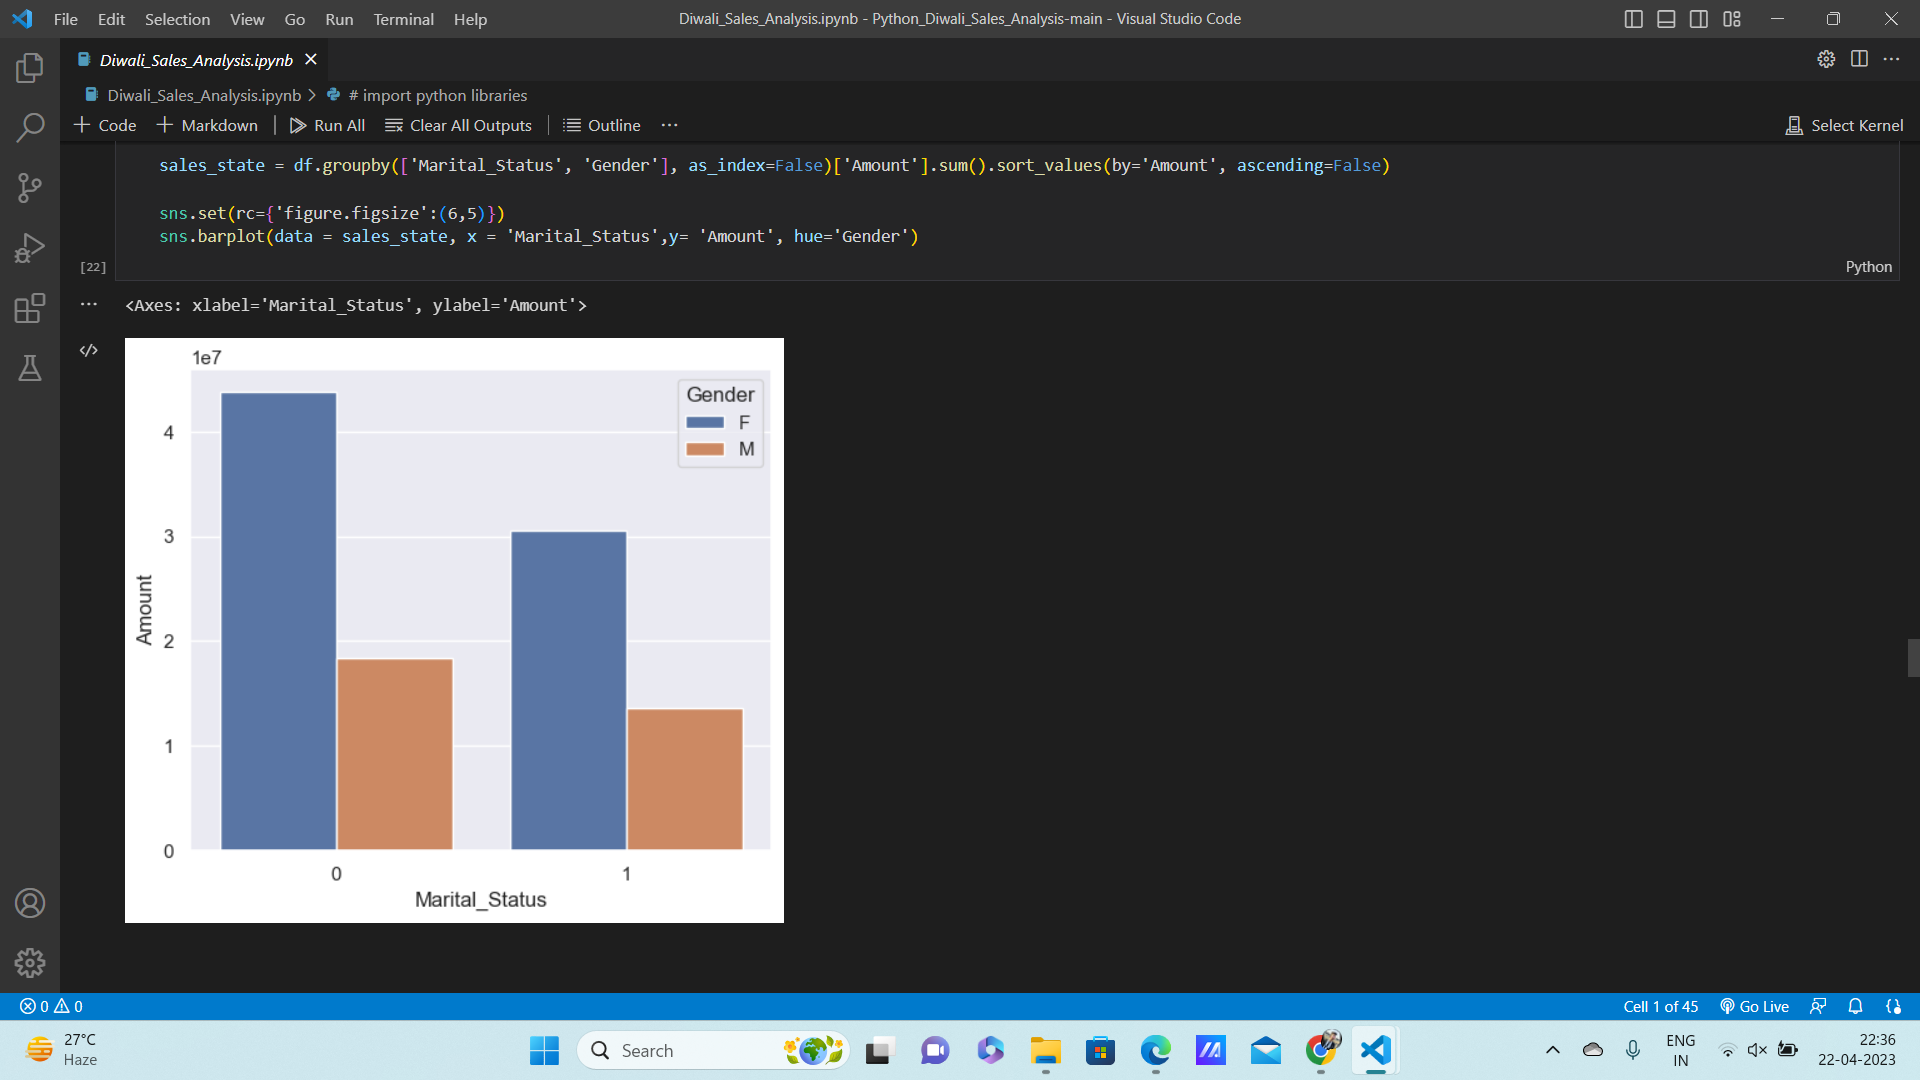 File Edit Selection View Go Run Terminal Help
Diwali_Sales_Analysis.ipynb - Python_Diwali_Sales_Analysis-main - Visual Studio Code
Diwali_Sales_Analysis.ipynb
Diwali_Sales_Analysis.ipynb > # import python libraries
+ Code + Markdown | Run All Clear All Outputs | Outline ...
Select Kernel
sales_state = df.groupby(['Marital_Status', 'Gender'], as_index=False)['Amount'].sum().sort_values(by='Amount', ascending=False)
sns.set(rc={'figure.figsize':(6,5)})
sns.barplot(data = sales_state, x = 'Marital_Status',y= 'Amount', hue='Gender')
[22]
Python
<Axes: xlabel='Marital_Status', ylabel='Amount'>
1e7
Gender
F
M
4
3
2
1
0
Amount
0 1
Marital_Status
0 0
Cell 1 of 45
Go Live
27°C
Haze
Search
ENG
IN
22:36
22-04-2023